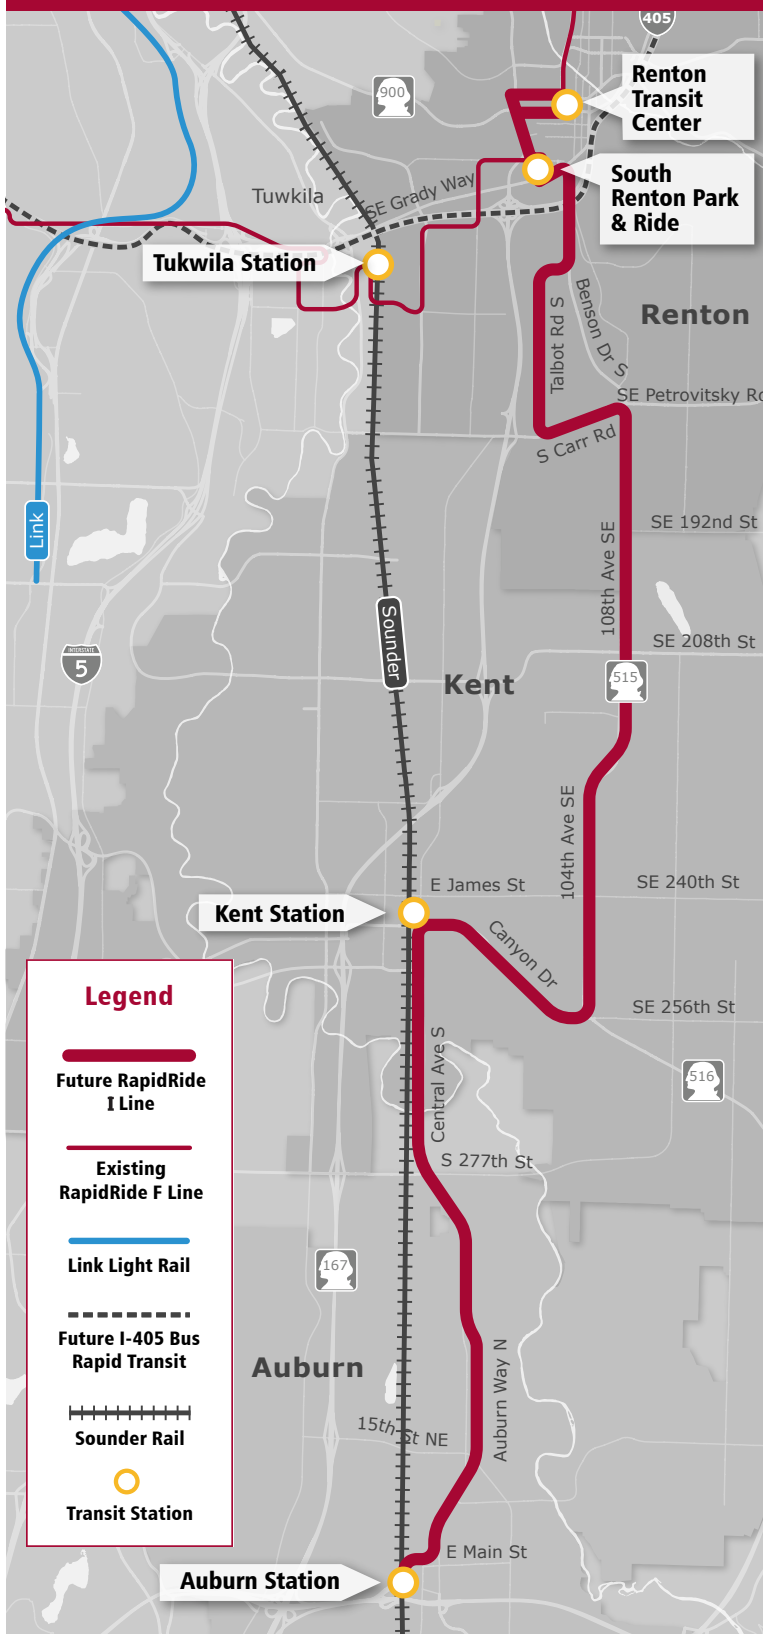 405
Renton
Transit
Center
900
South
Renton Park
& Ride
SE Grady Way
Tuwkila
Tukwila Station
Talbot Rd S
Benson Dr S
Renton
SE Petrovitsky Rd
S Carr Rd
Link
SE 192nd St
108th Ave SE
Sounder
SE 208th St
INTERSTATE
5
Kent
515
104th Ave SE
E James St
SE 240th St
Kent Station
Canyon Dr
SE 256th St
Central Ave S
516
S 277th St
167
Auburn
Auburn Way N
15th St NE
E Main St
Auburn Station
Legend
Future RapidRide
I Line
Existing
RapidRide F Line
Link Light Rail
Future I-405 Bus
Rapid Transit
Sounder Rail
Transit Station